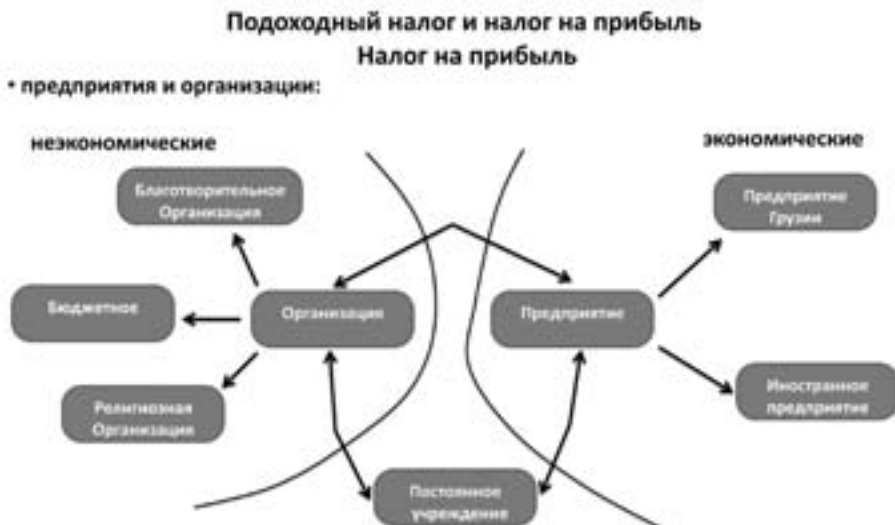 Подоходный налог и налог на прибыль
Налог на прибыль
• предприятия и организации:
неэкономические
экономические
Благотворительное
Организация
Предприятие
Грузии
Бюджетное
Организация
Предприятие
Религиозная
Организация
Иностранное
предприятие
Постоянное
учреждение